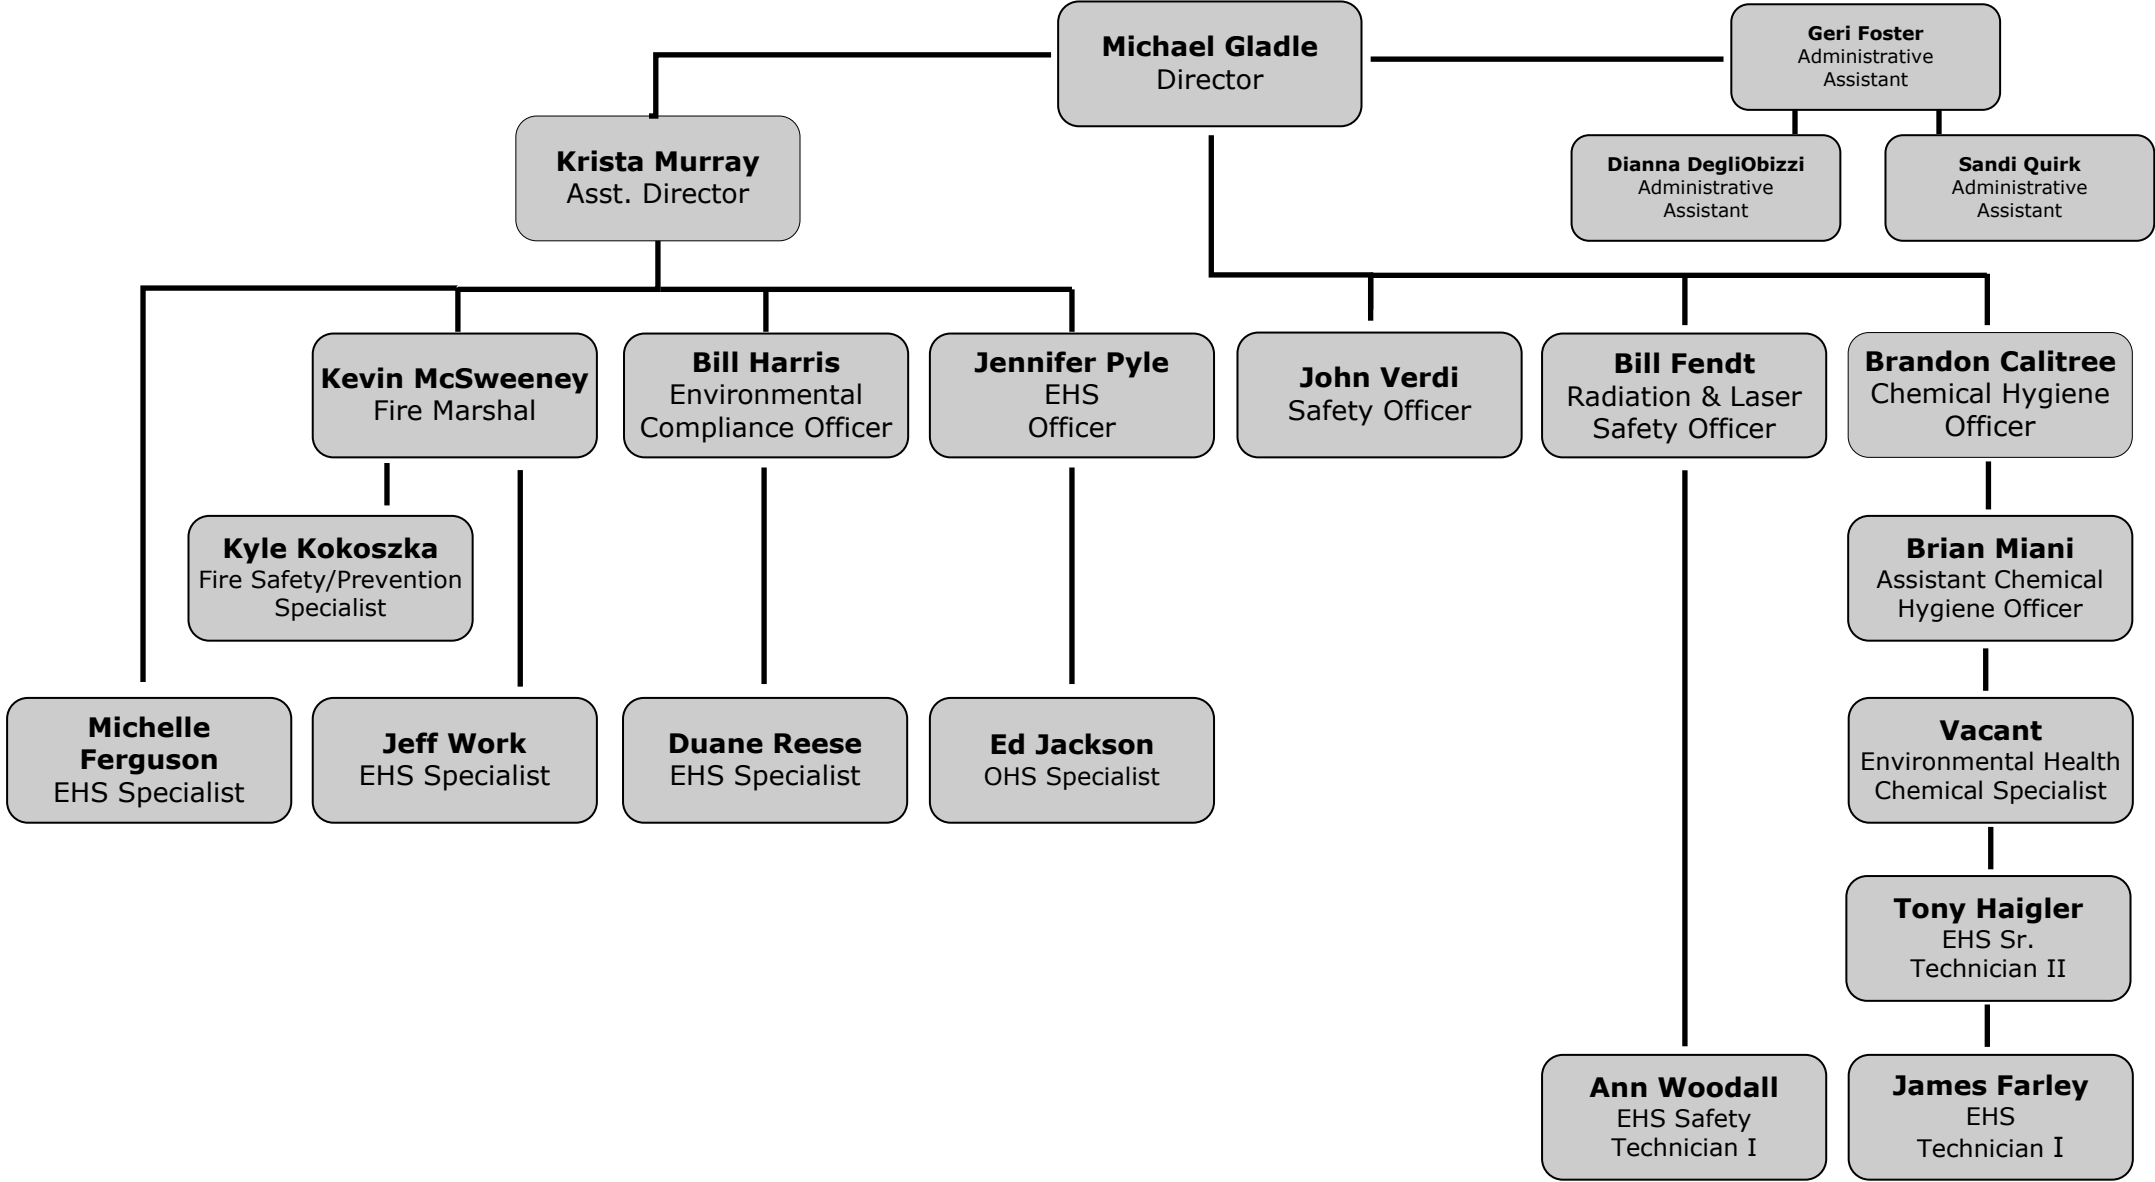 Michael Gladle
Director
Geri Foster
Administrative
Assistant
Krista Murray
Asst. Director
Dianna DegliObizzi
Administrative
Assistant
Sandi Quirk
Administrative
Assistant
Kevin McSweeney
Fire Marshal
Bill Harris
Environmental
Compliance Officer
Jennifer Pyle
EHS
Officer
John Verdi
Safety Officer
Bill Fendt
Radiation & Laser
Safety Officer
Brandon Calitree
Chemical Hygiene
Officer
Kyle Kokoszka
Fire Safety/Prevention
Specialist
Brian Miani
Assistant Chemical
Hygiene Officer
Michelle
Ferguson
EHS Specialist
Jeff Work
EHS Specialist
Duane Reese
EHS Specialist
Ed Jackson
OHS Specialist
Vacant
Environmental Health
Chemical Specialist
Tony Haigler
EHS Sr.
Technician II
Ann Woodall
EHS Safety
Technician I
James Farley
EHS
Technician I